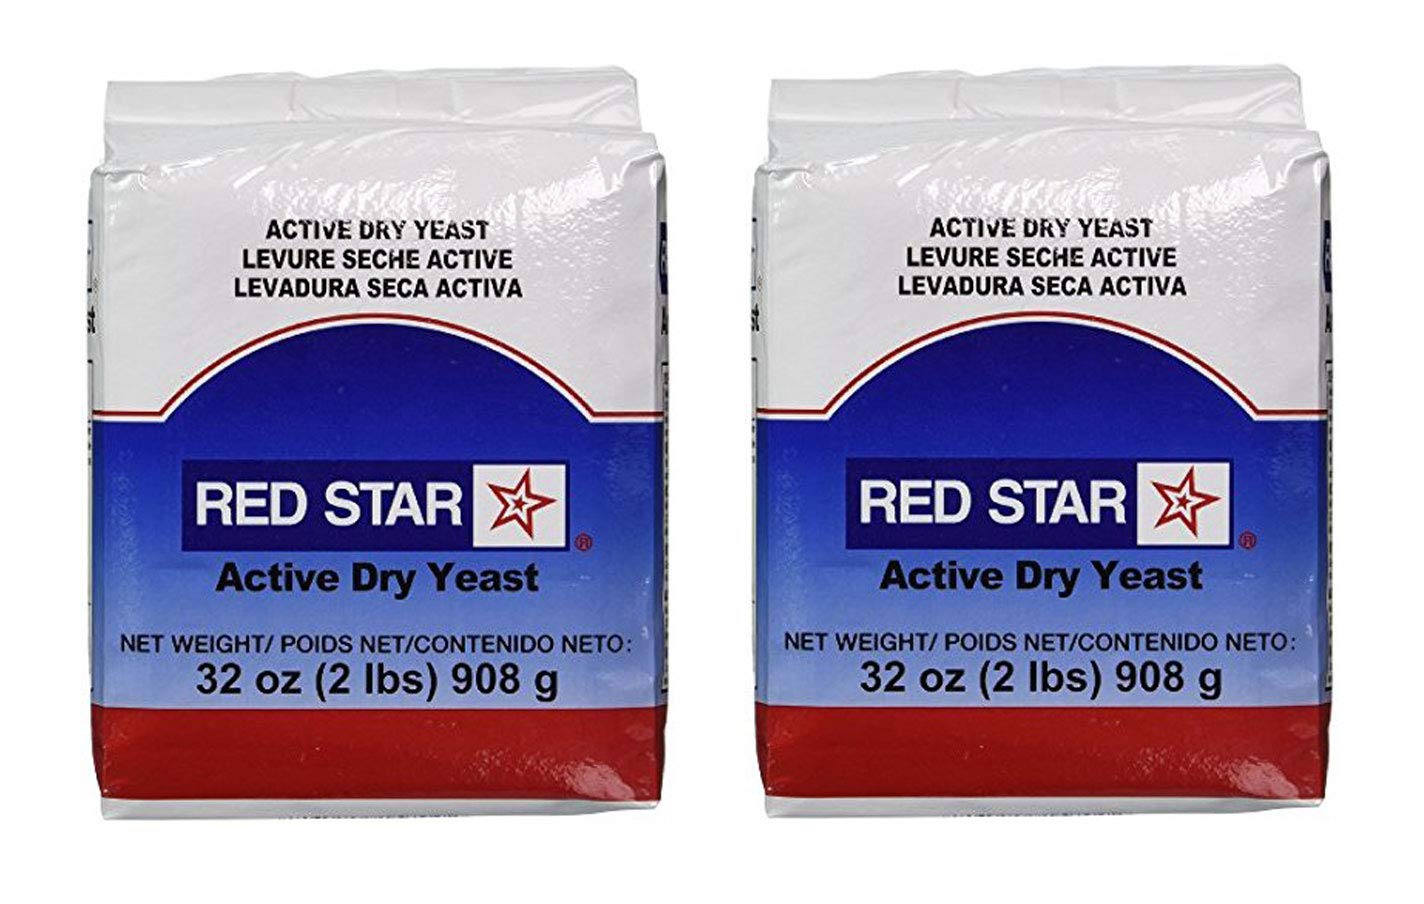 ACTIVE DRY YEAST
LEVURE SECHE ACTIVE
LEVADURA SECA ACTIVA
RED STAR
®
Active Dry Yeast
NET WEIGHT/ POIDS NET/CONTENIDO NETO:
32 oz (2 lbs) 908 g
ACTIVE DRY YEAST
LEVURE SECHE ACTIVE
LEVADURA SECA ACTIVA
RED STAR
®
Active Dry Yeast
NET WEIGHT/ POIDS NET/CONTENIDO NETO:
32 oz (2 lbs) 908 g